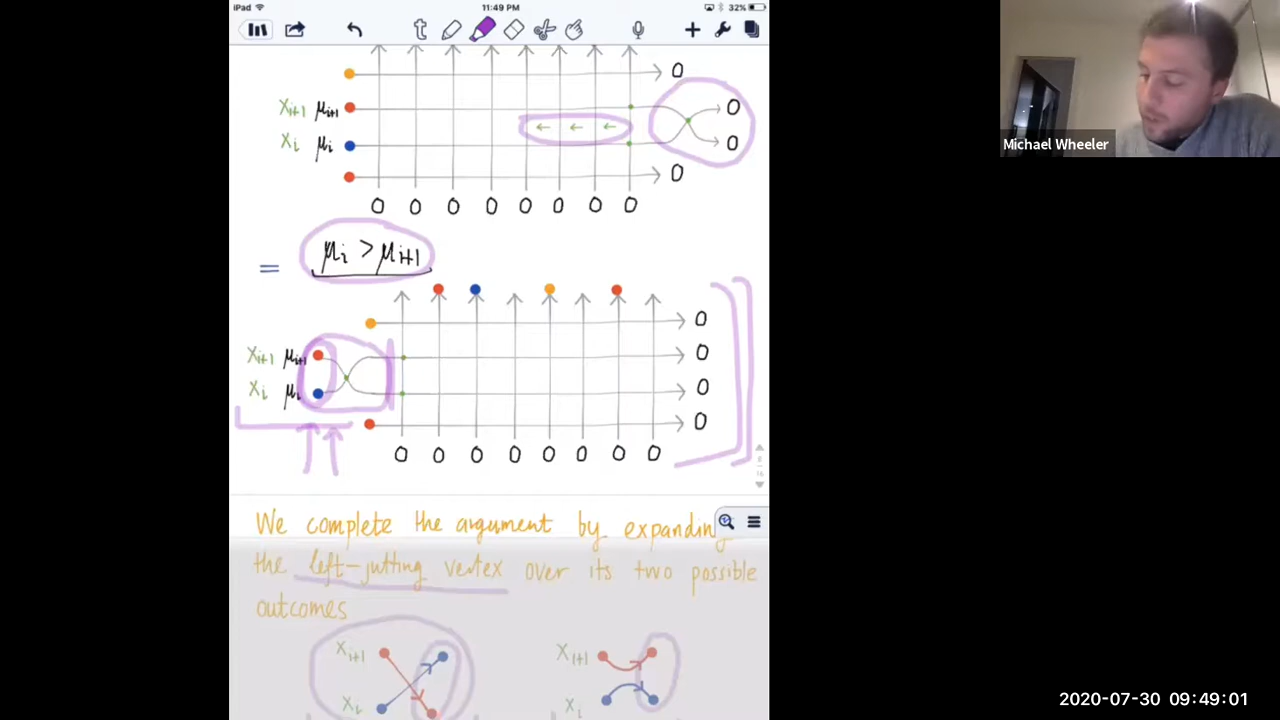 iPad 11:49 PM 32%
t
0
x_{i+1} μ_{i+1} 0
← ← ←
x_i μ_i 0
0
0 0 0 0 0 0 0 0
μ_i > μ_{i+1}
=
0
x_{i+1} μ_{i+1} 0
x_i μ_i 0
0
0 0 0 0 0 0 0 0
We complete the argument by expanding
the left-jutting vertex over its two possible
outcomes
x_{i+1} x_{i+1}
x_i x_i
Michael Wheeler
2020-07-30 09:49:01